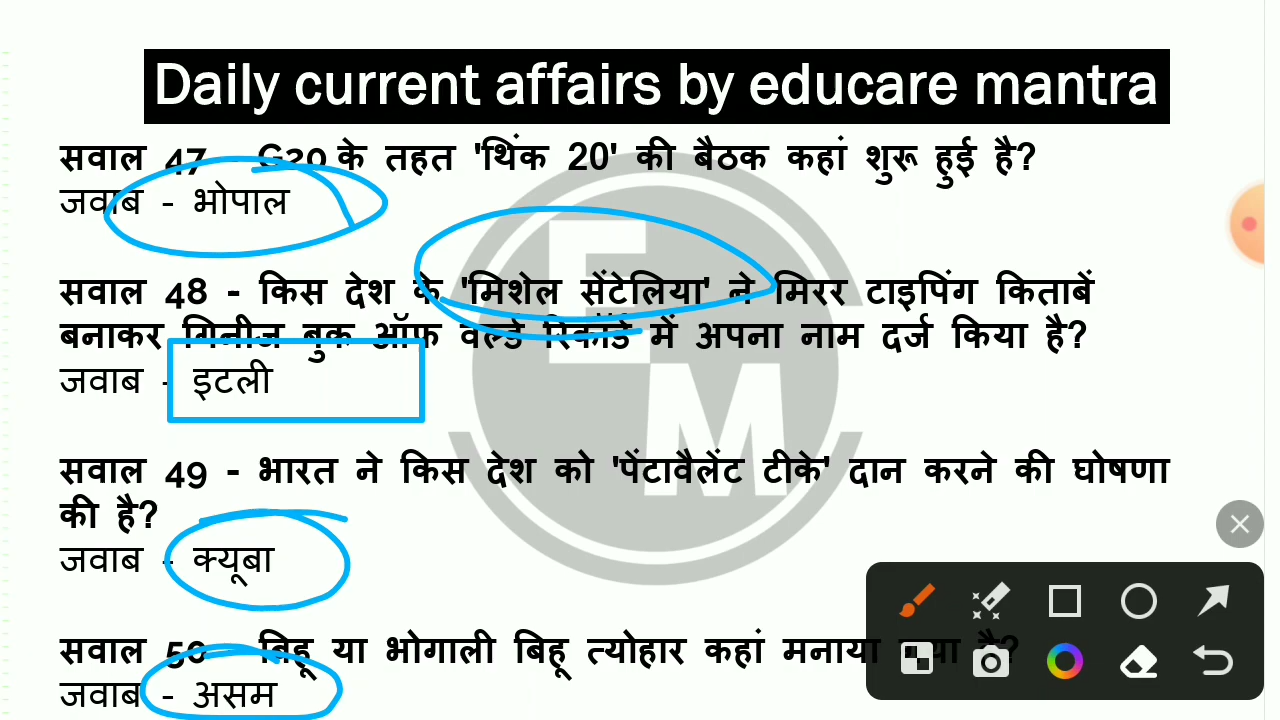 Daily current affairs by educare mantra
सवाल 47 - G20 के तहत 'थिंक 20' की बैठक कहां शुरू हुई है?
जवाब - भोपाल
सवाल 48 - किस देश के 'मिशेल सेंटेलिया' ने मिरर टाइपिंग किताबें
बनाकर गिनीज बुक ऑफ वर्ल्ड रिकॉर्ड में अपना नाम दर्ज किया है?
जवाब - इटली
सवाल 49 - भारत ने किस देश को 'पेंटावैलेंट टीके' दान करने की घोषणा
की है?
जवाब - क्यूबा
सवाल 50 - बिहू या भोगाली बिहू त्योहार कहां मनाया गया है?
जवाब - असम
E
M